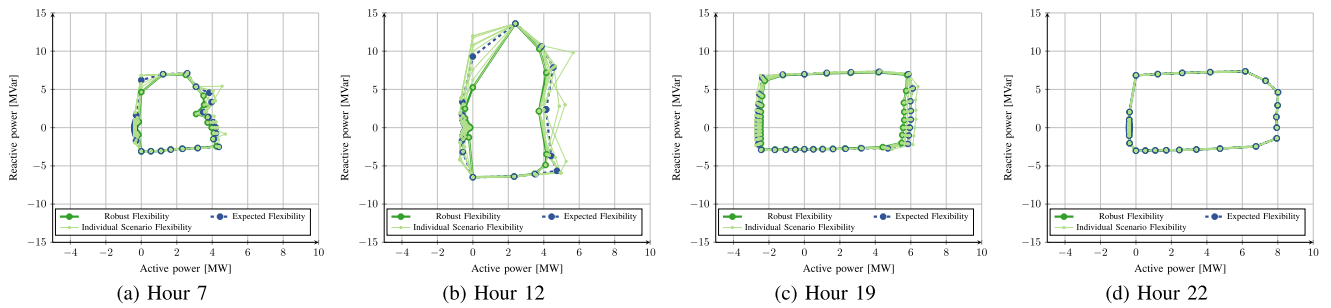 15
10
5
0
−5
−10
−15
−4
−2
0
2
4
6
8
10
Reactive power [MVar]
Active power [MW]
Robust Flexibility
Expected Flexibility
Individual Scenario Flexibility
(a) Hour 7
15
10
5
0
−5
−10
−15
−4
−2
0
2
4
6
8
10
Reactive power [MVar]
Active power [MW]
Robust Flexibility
Expected Flexibility
Individual Scenario Flexibility
(b) Hour 12
15
10
5
0
−5
−10
−15
−4
−2
0
2
4
6
8
10
Reactive power [MVar]
Active power [MW]
Robust Flexibility
Expected Flexibility
Individual Scenario Flexibility
(c) Hour 19
15
10
5
0
−5
−10
−15
−4
−2
0
2
4
6
8
10
Reactive power [MVar]
Active power [MW]
Robust Flexibility
Expected Flexibility
Individual Scenario Flexibility
(d) Hour 22